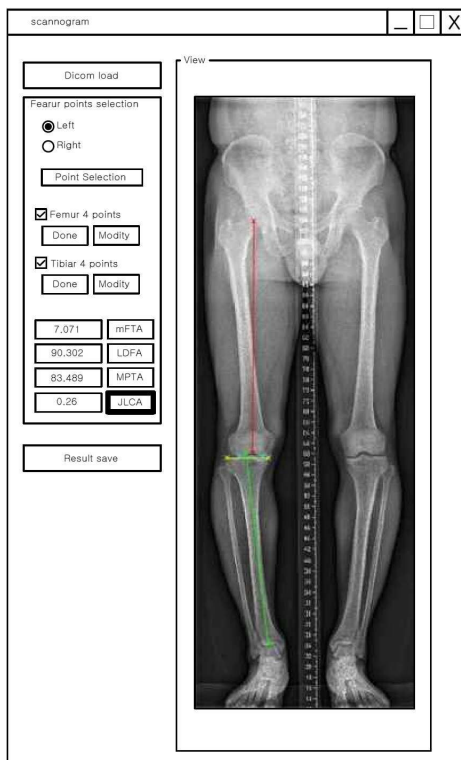 scannogram
Dicom load
View
Fearur points selection
Left
Right
Point Selection
Femur 4 points
Done Modity
Tibiar 4 points
Done Modity
7.071 mFTA
90.302 LDFA
83.489 MPTA
0.26 JLCA
Result save